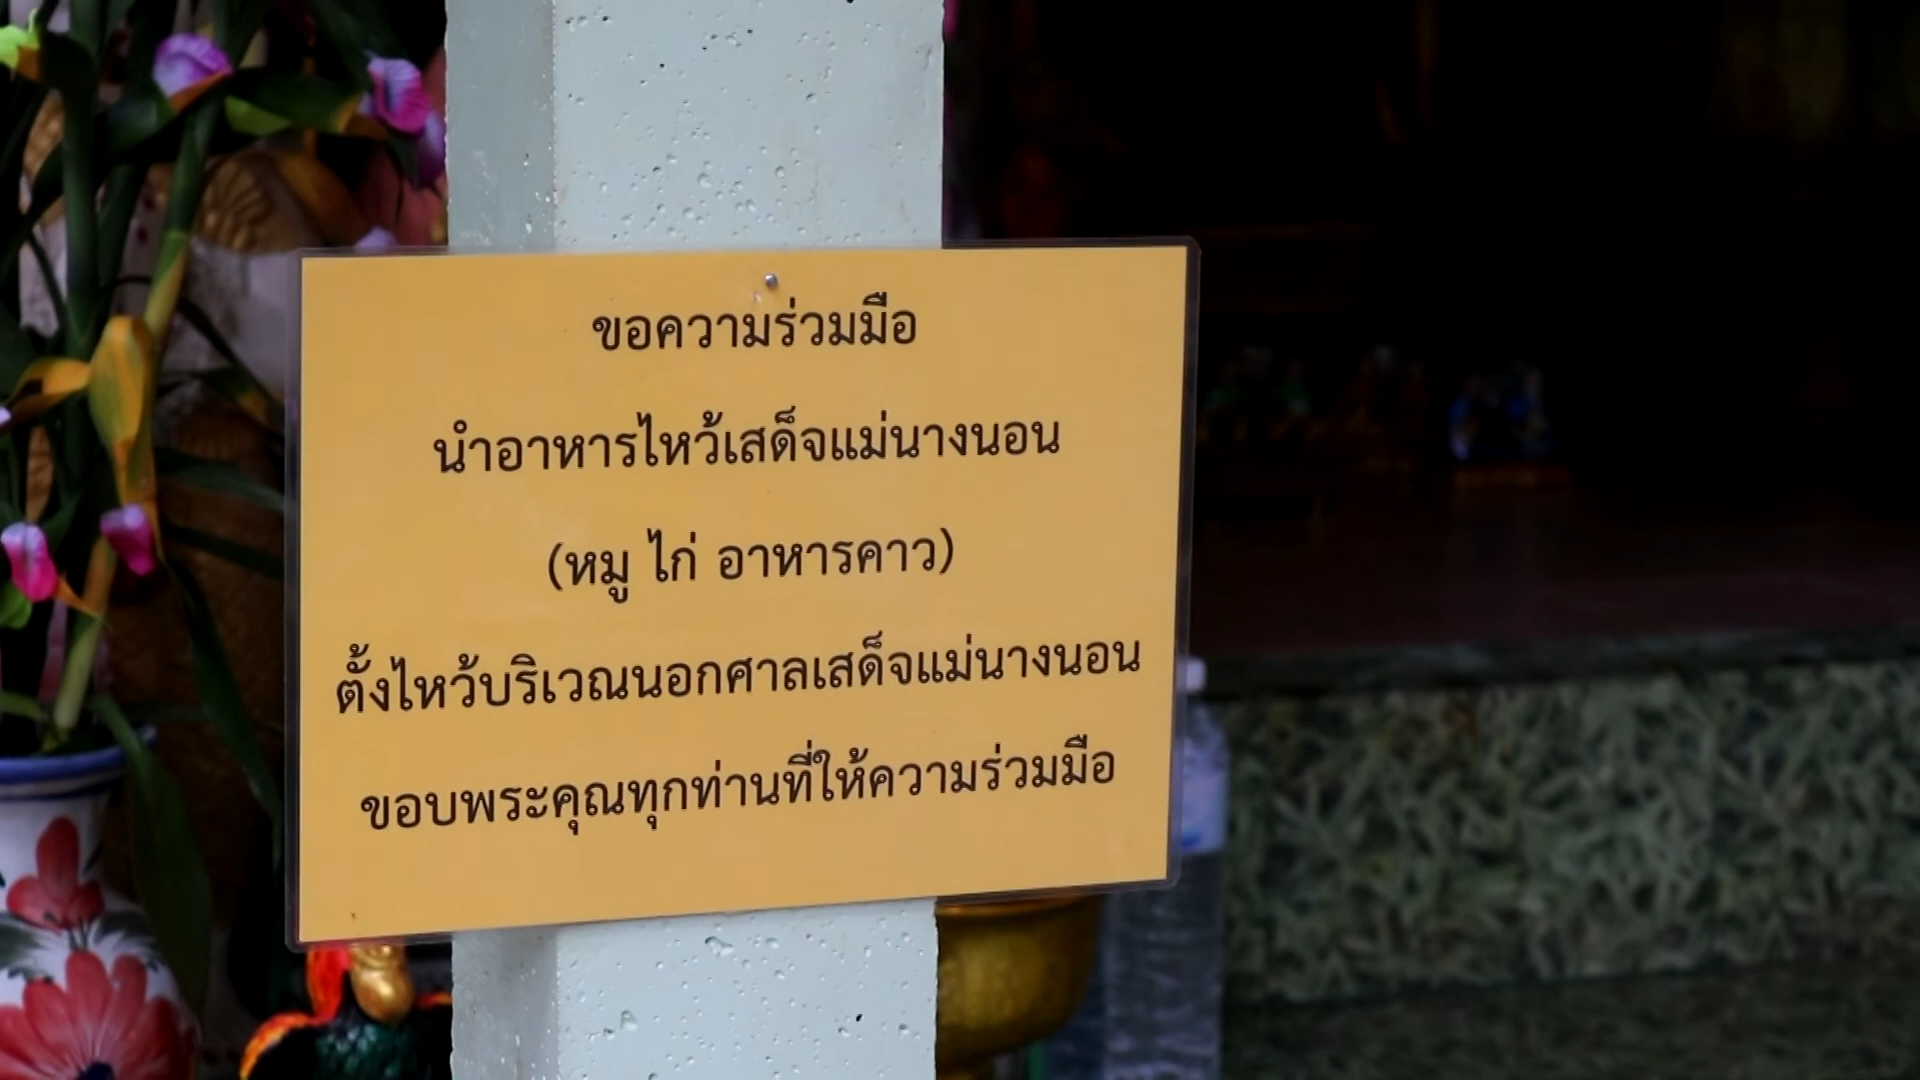 ขอความร่วมมือ
นำอาหารไหว้เสด็จแม่นางนอน
(หมู ไก่ อาหารคาว)
ตั้งไหว้บริเวณนอกศาลเสด็จแม่นางนอน
ขอบพระคุณทุกท่านที่ให้ความร่วมมือ